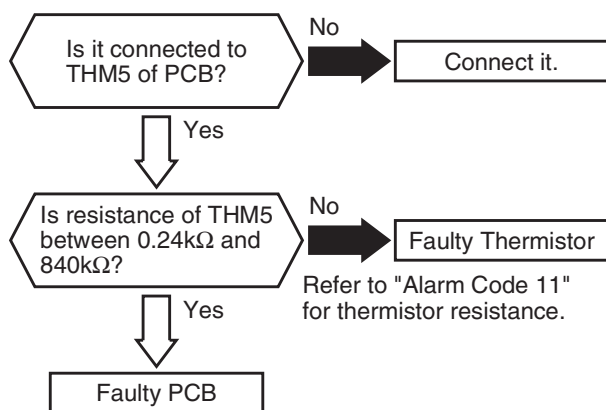 Is it connected to
THM5 of PCB?
No
Connect it.
Yes
Is resistance of THM5
between 0.24kΩ and
840kΩ?
No
Faulty Thermistor
Refer to "Alarm Code 11"
for thermistor resistance.
Yes
Faulty PCB